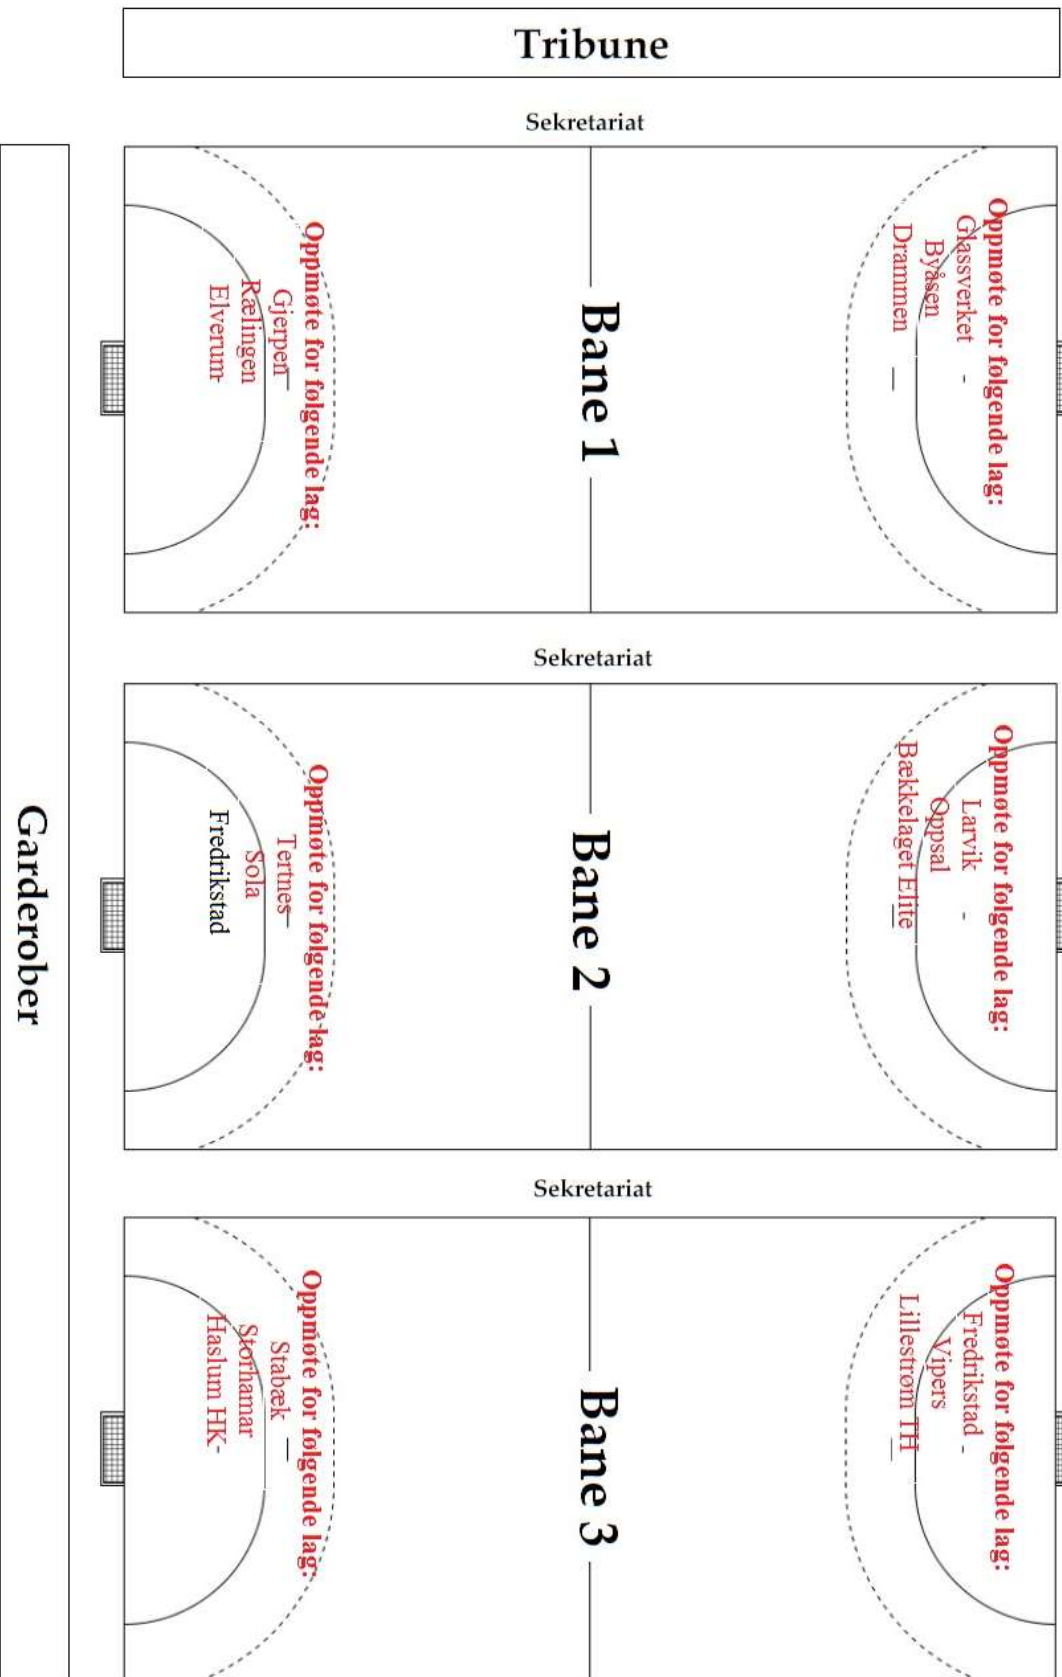 Tribune
Sekretariat
Oppmøte for følgende lag:
Glassverket -
Byåsen
Drammen
Bane 1
Oppmøte for følgende lag:
Gjerpen
Rælingen
Elverum-
Sekretariat
Oppmøte for følgende lag:
Larvik -
Oppsal
Bækkelaget Elite
Bane 2
Oppmøte for følgende lag:
Tertnes
Sola
Fredrikstad
Sekretariat
Oppmøte for følgende lag:
Fredrikstad -
Vipers
Lillestrøm TH
Bane 3
Oppmøte for følgende lag:
Stabæk
Storhamar
Haslum HK-
Garderober